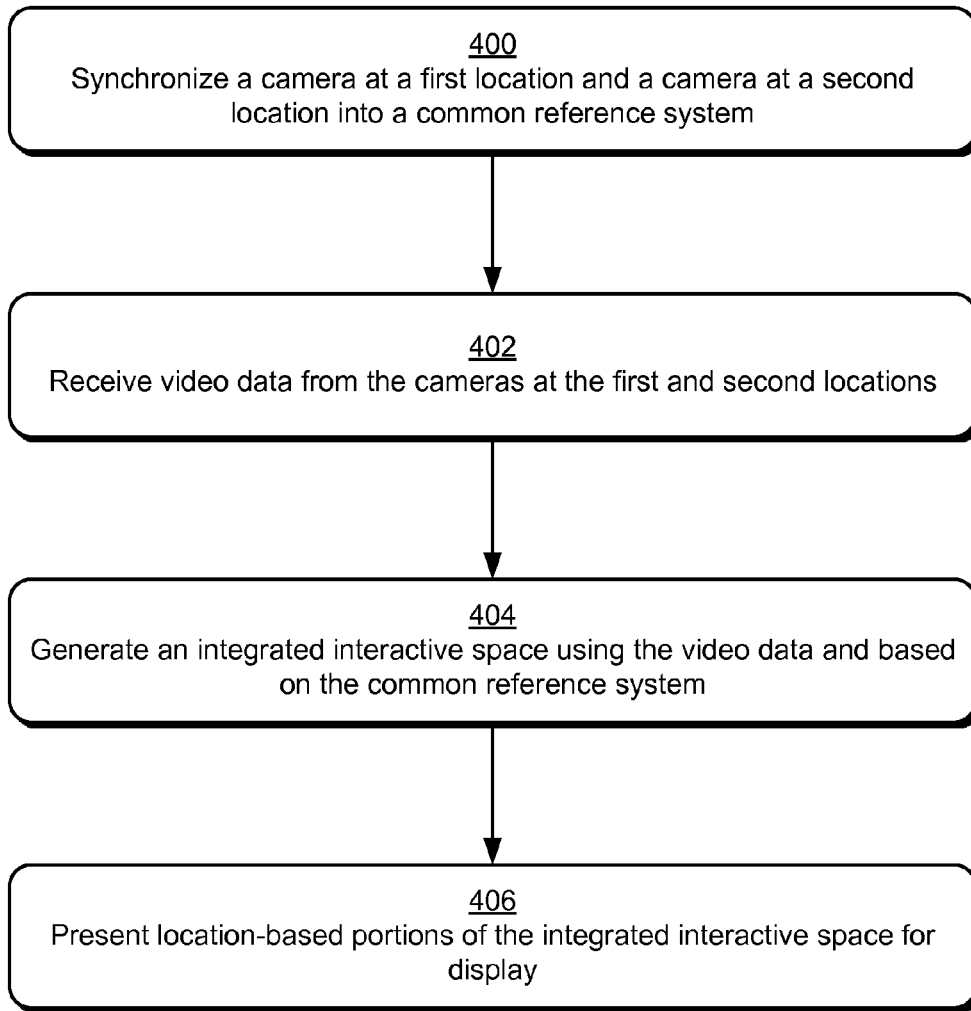 400
Synchronize a camera at a first location and a camera at a second
location into a common reference system
402
Receive video data from the cameras at the first and second locations
404
Generate an integrated interactive space using the video data and based
on the common reference system
406
Present location-based portions of the integrated interactive space for
display